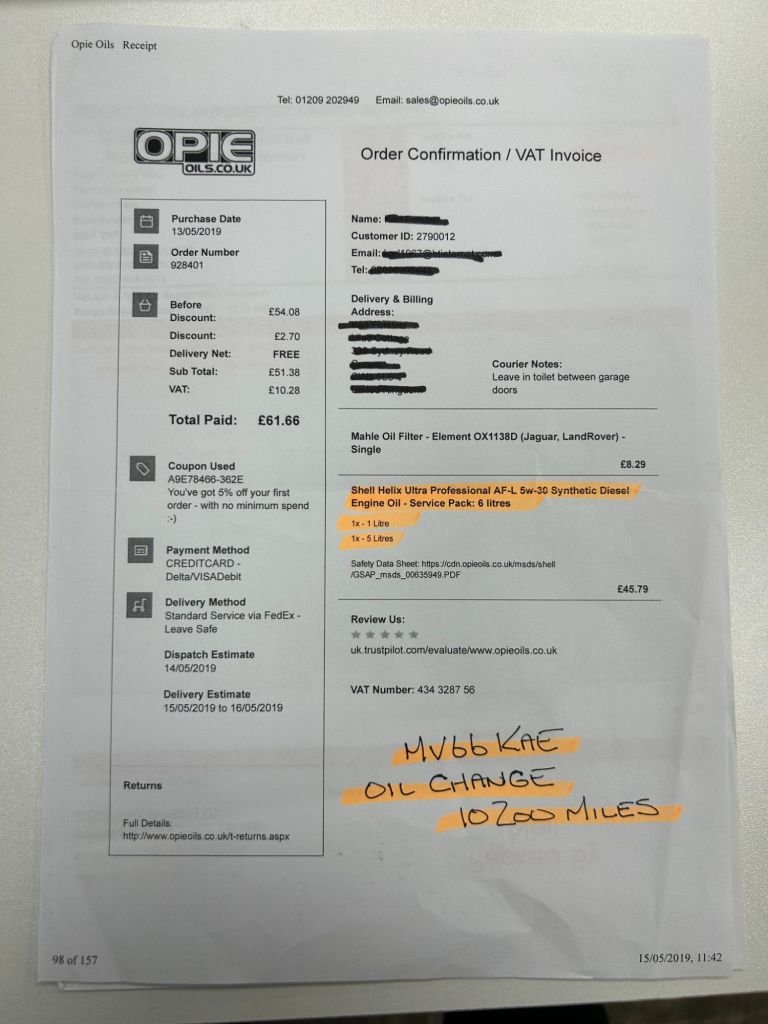 Opie Oils Receipt
Tel: 01209 202949 Email: sales@opieoils.co.uk
OPIE
OILS.CO.UK
Order Confirmation / VAT Invoice
Purchase Date
13/05/2019
Order Number
928401
Before
Discount: £54.08
Discount: £2.70
Delivery Net: FREE
Sub Total: £51.38
VAT: £10.28
Total Paid: £61.66
Coupon Used
A9E78466-362E
You've got 5% off your first
order - with no minimum spend
:-)
Payment Method
CREDITCARD -
Delta/VISADebit
Delivery Method
Standard Service via FedEx -
Leave Safe
Dispatch Estimate
14/05/2019
Delivery Estimate
15/05/2019 to 16/05/2019
Returns
Full Details:
http://www.opieoils.co.uk/t-returns.aspx
Name:
Customer ID: 2790012
Email:
Tel:
Delivery & Billing
Address:
Courier Notes:
Leave in toilet between garage
doors
Mahle Oil Filter - Element OX1138D (Jaguar, LandRover) -
Single
£8.29
Shell Helix Ultra Professional AF-L 5w-30 Synthetic Diesel
Engine Oil - Service Pack: 6 litres
1x - 1 Litre
1x - 5 Litres
Safety Data Sheet: https://cdn.opieoils.co.uk/msds/shell
/GSAP_msds_00635949.PDF
£45.79
Review Us:
uk.trustpilot.com/evaluate/www.opieoils.co.uk
VAT Number: 434 3287 56
MV66 KAE
OIL CHANGE
10200 MILES
98 of 157
15/05/2019, 11:42